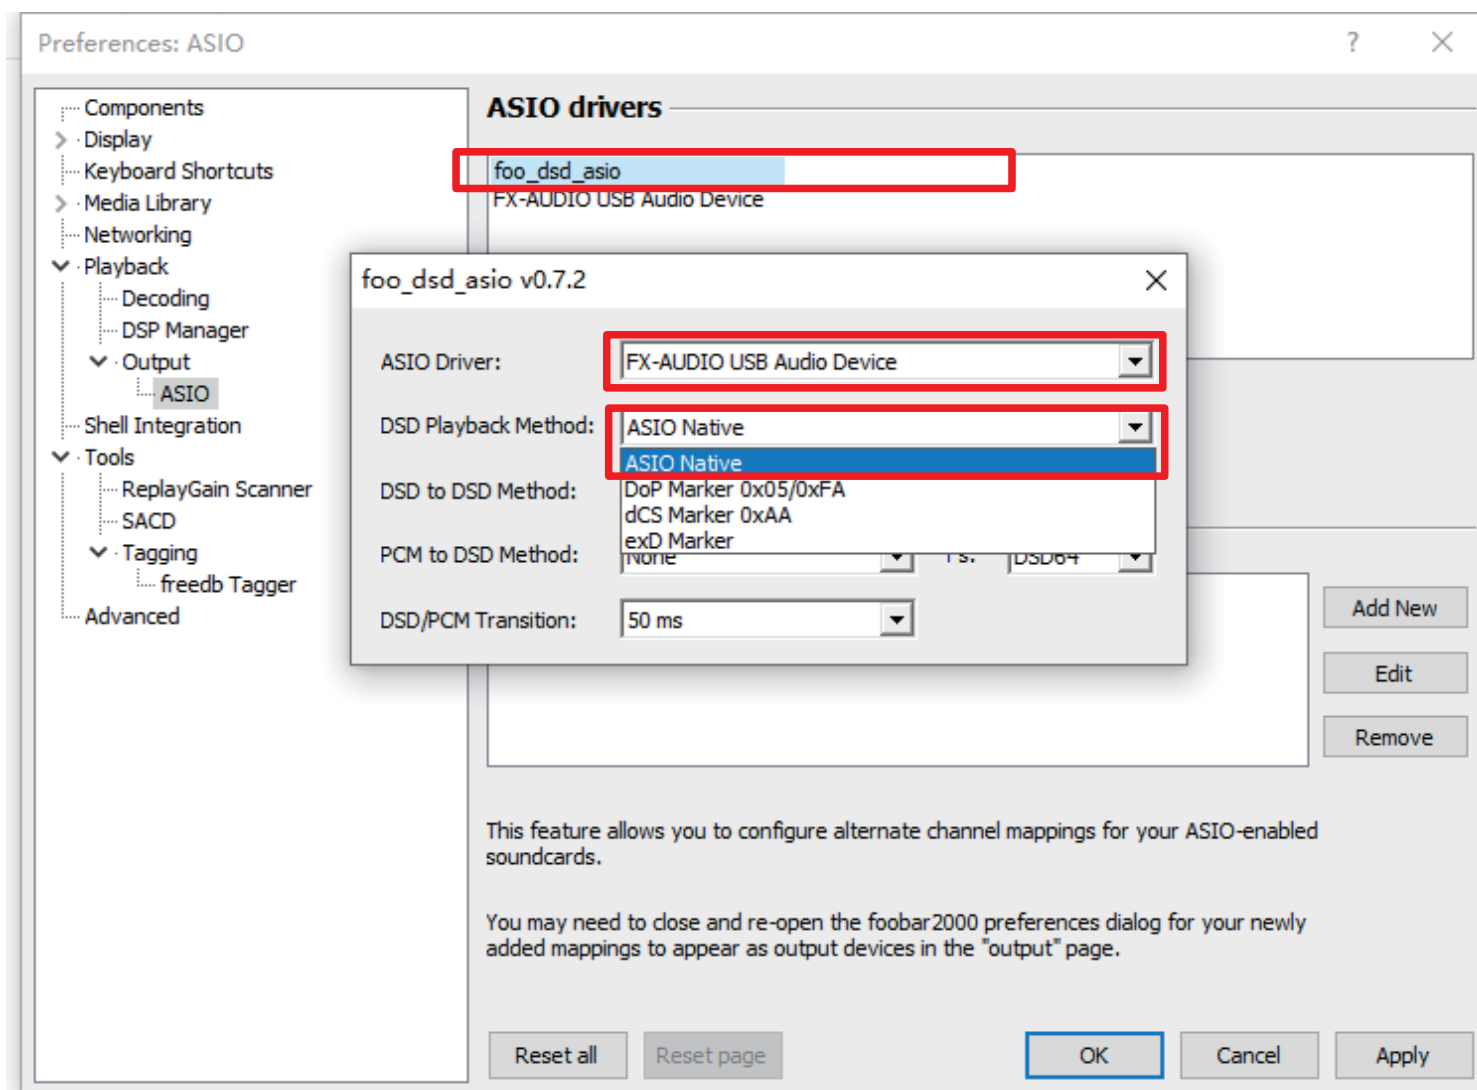 Preferences: ASIO
?
Components
Display
Keyboard Shortcuts
Media Library
Networking
Playback
Decoding
DSP Manager
Output
ASIO
Shell Integration
Tools
ReplayGain Scanner
SACD
Tagging
freedb Tagger
Advanced
ASIO drivers
foo_dsd_asio
FX-AUDIO USB Audio Device
foo_dsd_asio v0.7.2
ASIO Driver:
FX-AUDIO USB Audio Device
DSD Playback Method:
ASIO Native
ASIO Native
DoP Marker 0x05/0xFA
dCS Marker 0xAA
exD Marker
DSD to DSD Method:
PCM to DSD Method:
None
Fs:
DSD64
DSD/PCM Transition:
50 ms
Add New
Edit
Remove
This feature allows you to configure alternate channel mappings for your ASIO-enabled
soundcards.
You may need to close and re-open the foobar2000 preferences dialog for your newly
added mappings to appear as output devices in the "output" page.
Reset all
Reset page
OK
Cancel
Apply